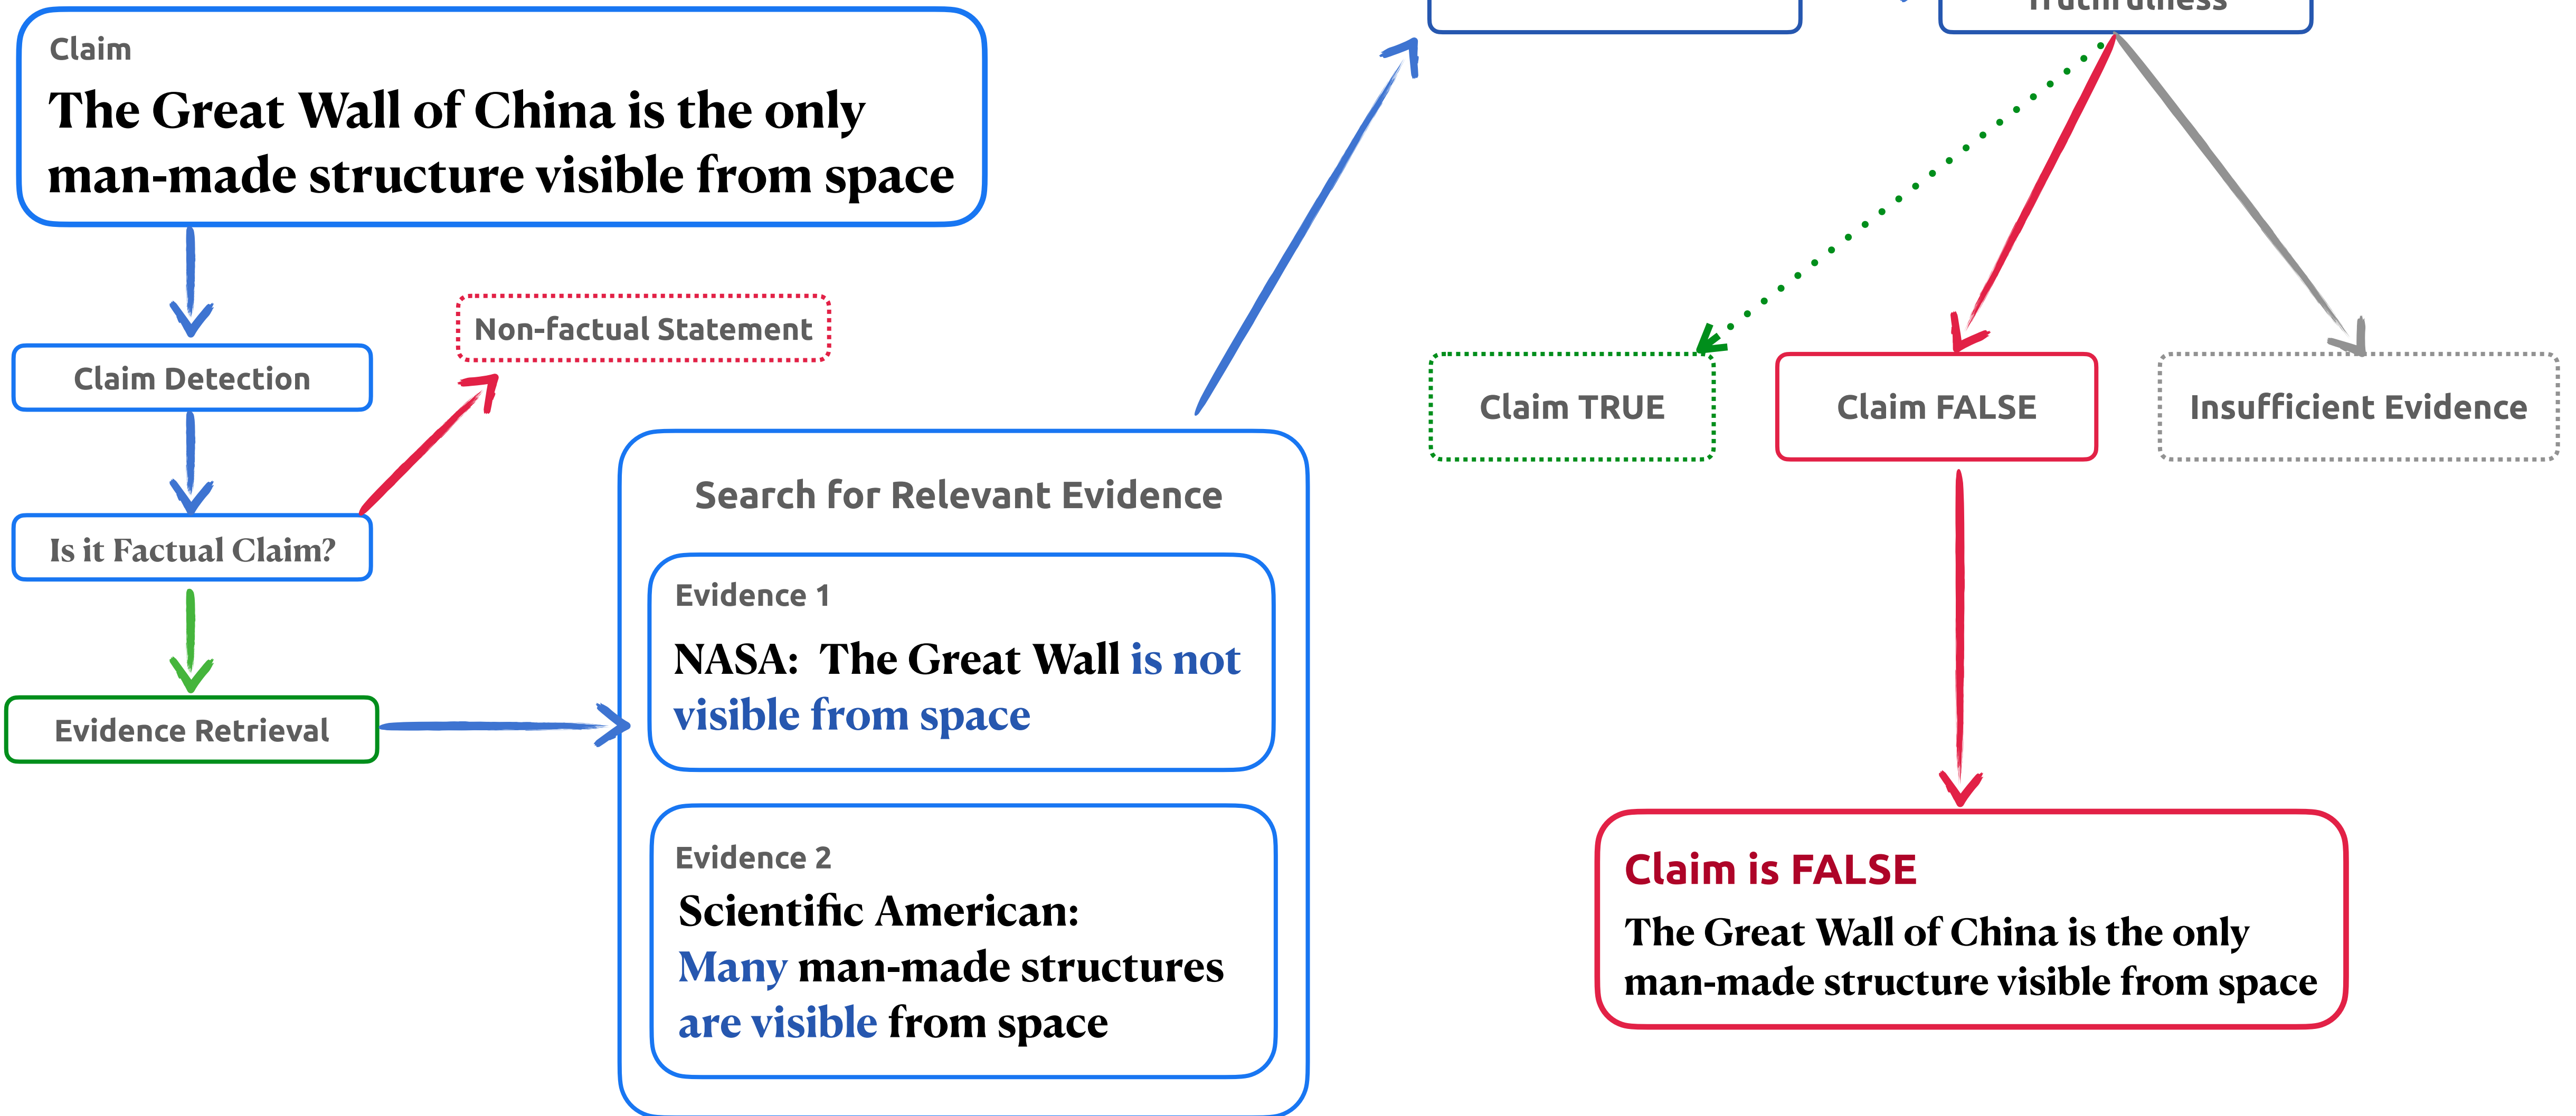 Claim
The Great Wall of China is the only
man-made structure visible from space
Claim Detection
Non-factual Statement
Is it Factual Claim?
Evidence Retrieval
Search for Relevant Evidence
Evidence 1
NASA: The Great Wall is not
visible from space
Evidence 2
Scientific American:
Many man-made structures
are visible from space
Truthfulness
Claim TRUE
Claim FALSE
Insufficient Evidence
Claim is FALSE
The Great Wall of China is the only
man-made structure visible from space